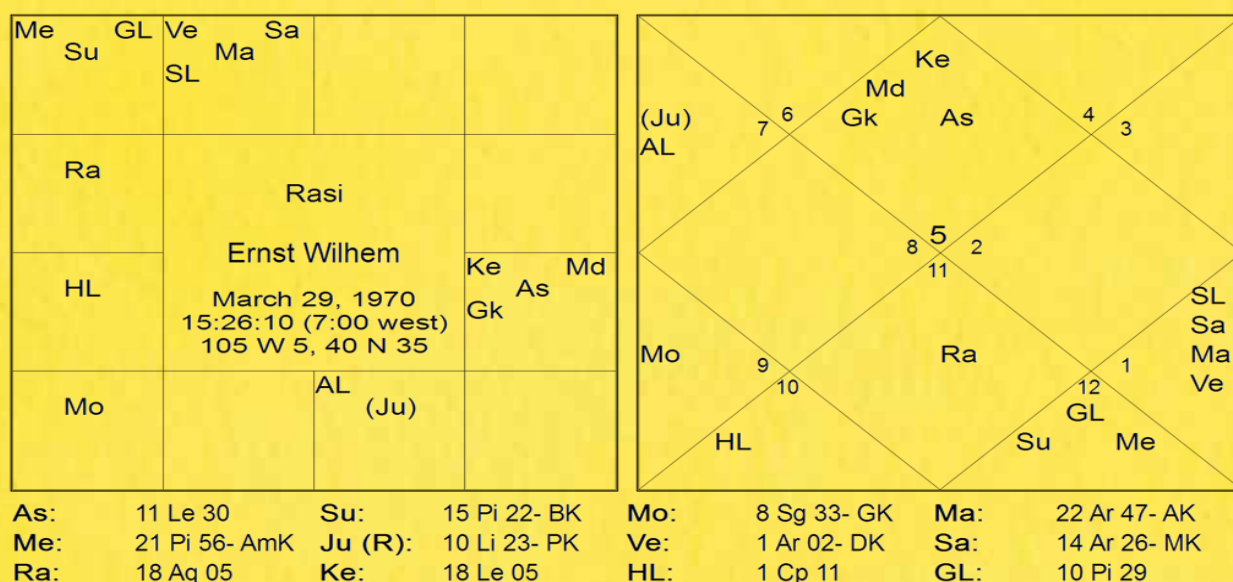 Me GL Ve Sa
Su Ma
SL
Ra
Rasi
Ernst Wilhem
HL
March 29, 1970
15:26:10 (7:00 west)
105 W 5, 40 N 35
Ke Md
As
Gk
Mo
AL
(Ju)
Ke
Md
Gk As
(Ju)
AL
6
7
4
3
5
8 2
11
Mo
Ra
SL
Sa
Ma
Ve
9
10
1
12
HL
GL
Su Me
As: 11 Le 30 Su: 15 Pi 22- BK Mo: 8 Sg 33- GK Ma: 22 Ar 47- AK
Me: 21 Pi 56- AmK Ju (R): 10 Li 23- PK Ve: 1 Ar 02- DK Sa: 14 Ar 26- MK
Ra: 18 Aq 05 Ke: 18 Le 05 HL: 1 Cp 11 GL: 10 Pi 29